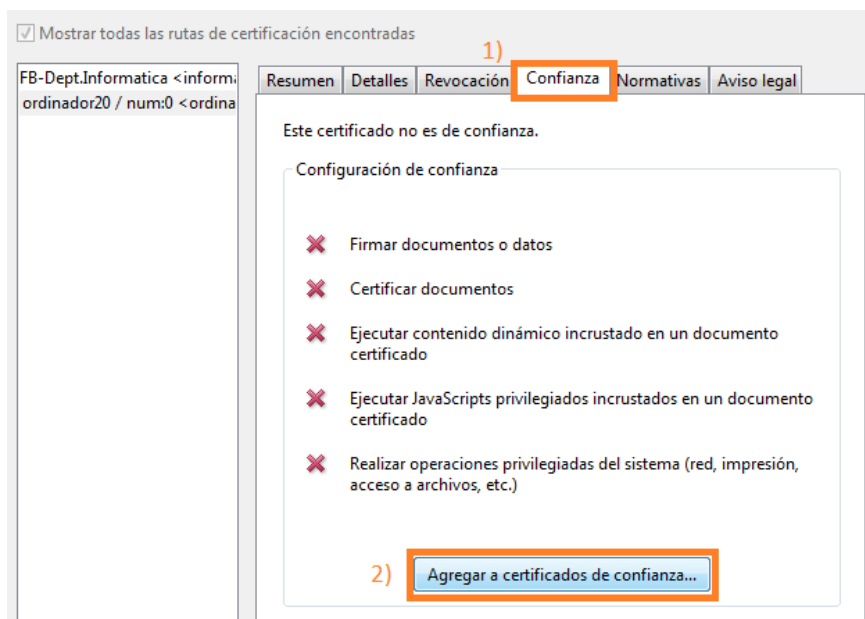 Mostrar todas las rutas de certificación encontradas
1)
FB-Dept.Informatica <informa
ordinador20 / num:0 <ordina
Resumen Detalles Revocación Confianza Normativas Aviso legal
Este certificado no es de confianza.
Configuración de confianza
Firmar documentos o datos
Certificar documentos
Ejecutar contenido dinámico incrustado en un documento
certificado
Ejecutar JavaScripts privilegiados incrustados en un documento
certificado
Realizar operaciones privilegiadas del sistema (red, impresión,
acceso a archivos, etc.)
2) Agregar a certificados de confianza...